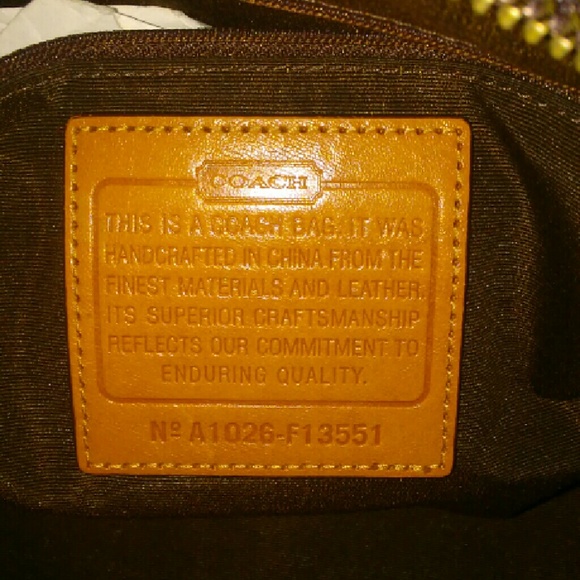 COACH
THIS IS A COACH BAG. IT WAS
HANDCRAFTED IN CHINA FROM THE
FINEST MATERIALS AND LEATHER.
ITS SUPERIOR CRAFTSMANSHIP
REFLECTS OUR COMMITMENT TO
ENDURING QUALITY.
Nº A1026-F13551